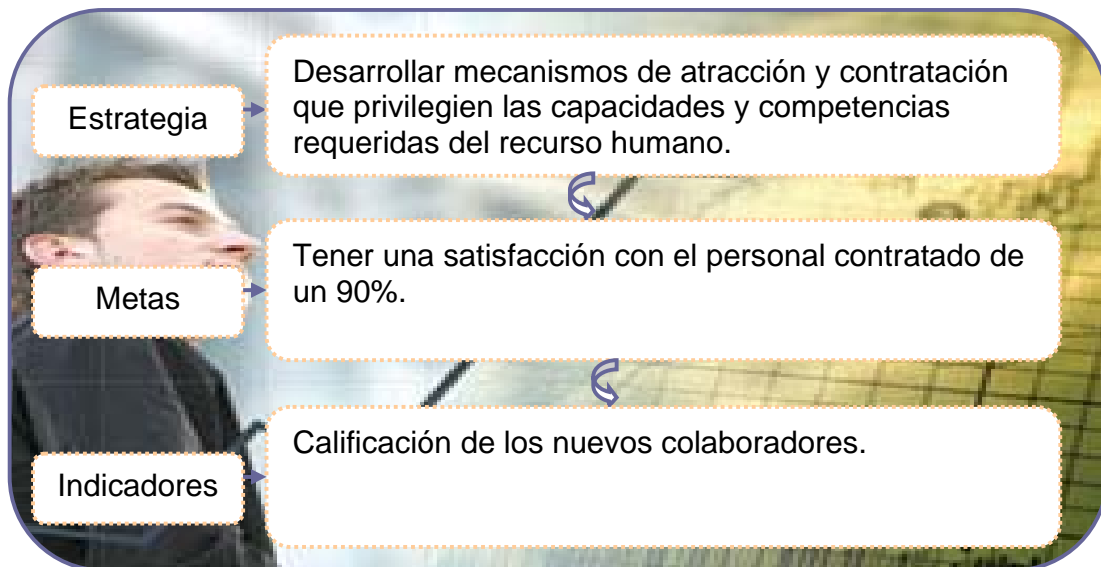 Estrategia
Desarrollar mecanismos de atracción y contratación
que privilegien las capacidades y competencias
requeridas del recurso humano.
Metas
Tener una satisfacción con el personal contratado de
un 90%.
Indicadores
Calificación de los nuevos colaboradores.